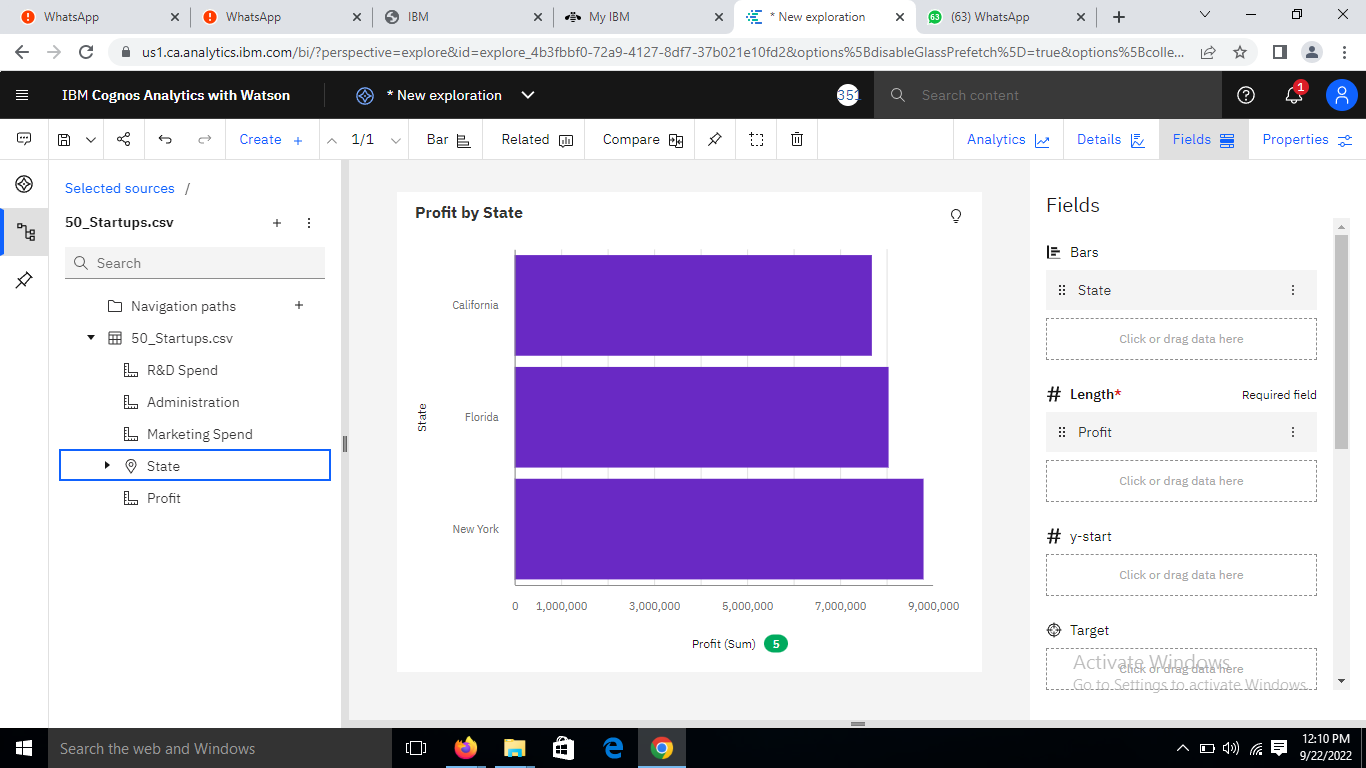 WhatsApp
WhatsApp
IBM
My IBM
* New exploration
63
(63) WhatsApp
us1.ca.analytics.ibm.com/bi/?perspective=explore&id=explore_4b3fbbf0-72a9-4127-8df7-37b021e10fd2&options%5BdisableGlassPrefetch%5D=true&options%5Bcolle...
IBM Cognos Analytics with Watson
* New exploration
351
Search content
1
Create
1/1
Bar
Related
Compare
Analytics
Details
Fields
Properties
Selected sources /
50_Startups.csv
Search
Navigation paths
50_Startups.csv
R&D Spend
Administration
Marketing Spend
State
Profit
Profit by State
State
California
Florida
New York
0 1,000,000 3,000,000 5,000,000 7,000,000 9,000,000
Profit (Sum) 5
Fields
Bars
State
Click or drag data here
Length* Required field
Profit
Click or drag data here
y-start
Click or drag data here
Target
Click or drag data here
Activate Windows
Go to Settings to activate Windows.
Search the web and Windows
12:10 PM
9/22/2022